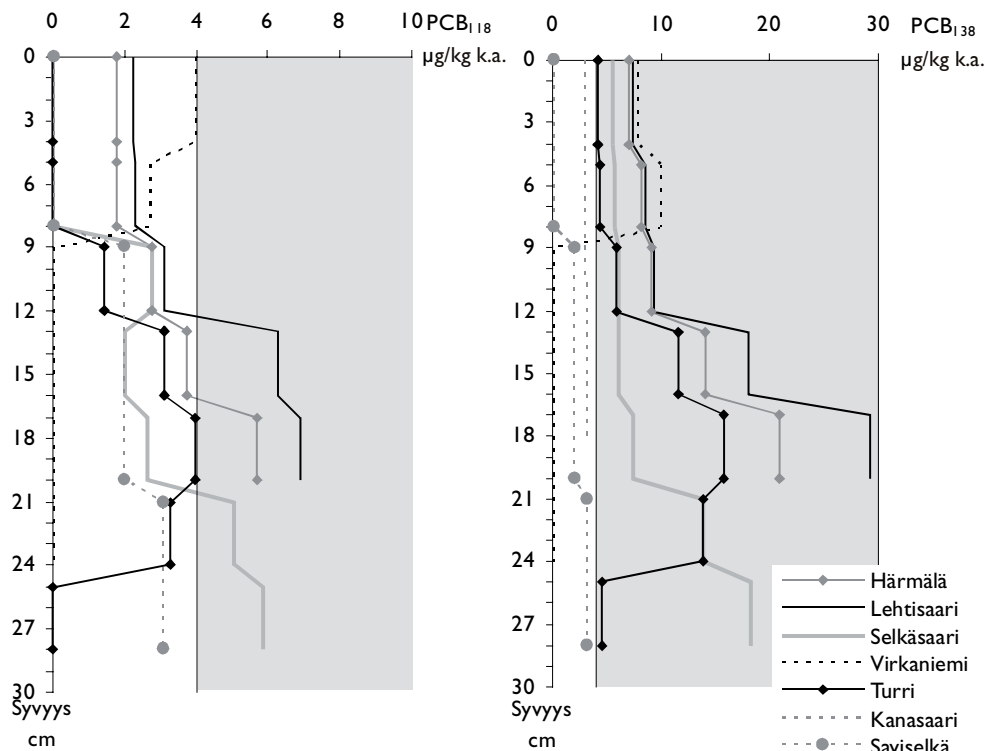 0 2 4 6 8 10 PCB118
µg/kg k.a.
0
3
6
9
12
15
18
21
24
27
30
Syvyys
cm
0 10 20 30 PCB138
µg/kg k.a.
0
3
6
9
12
15
18
21
24
27
30
Syvyys
cm
Härmälä
Lehtisaari
Selkäsaari
Virkaniemi
Turri
Kanasaari
Saviselkä